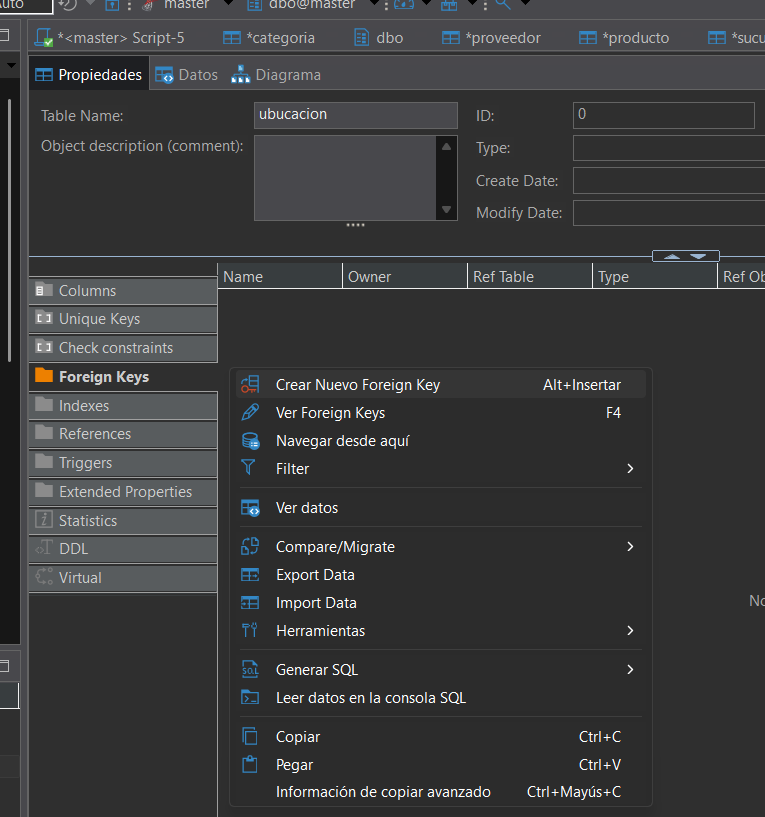 master
dbo@master
*<master> Script-5
*categoria
dbo
*proveedor
*producto
*sucu
Propiedades
Datos
Diagrama
Table Name:
ubucacion
ID:
0
Object description (comment):
Type:
Create Date:
Modify Date:
Name
Owner
Ref Table
Type
Ref Ob
Columns
Unique Keys
Check constraints
Foreign Keys
Indexes
References
Triggers
Extended Properties
Statistics
DDL
Virtual
Crear Nuevo Foreign Key Alt+Insertar
Ver Foreign Keys F4
Navegar desde aquí
Filter
Ver datos
Compare/Migrate
Export Data
Import Data
Herramientas
Generar SQL
Leer datos en la consola SQL
Copiar Ctrl+C
Pegar Ctrl+V
Información de copiar avanzado Ctrl+Mayús+C
No